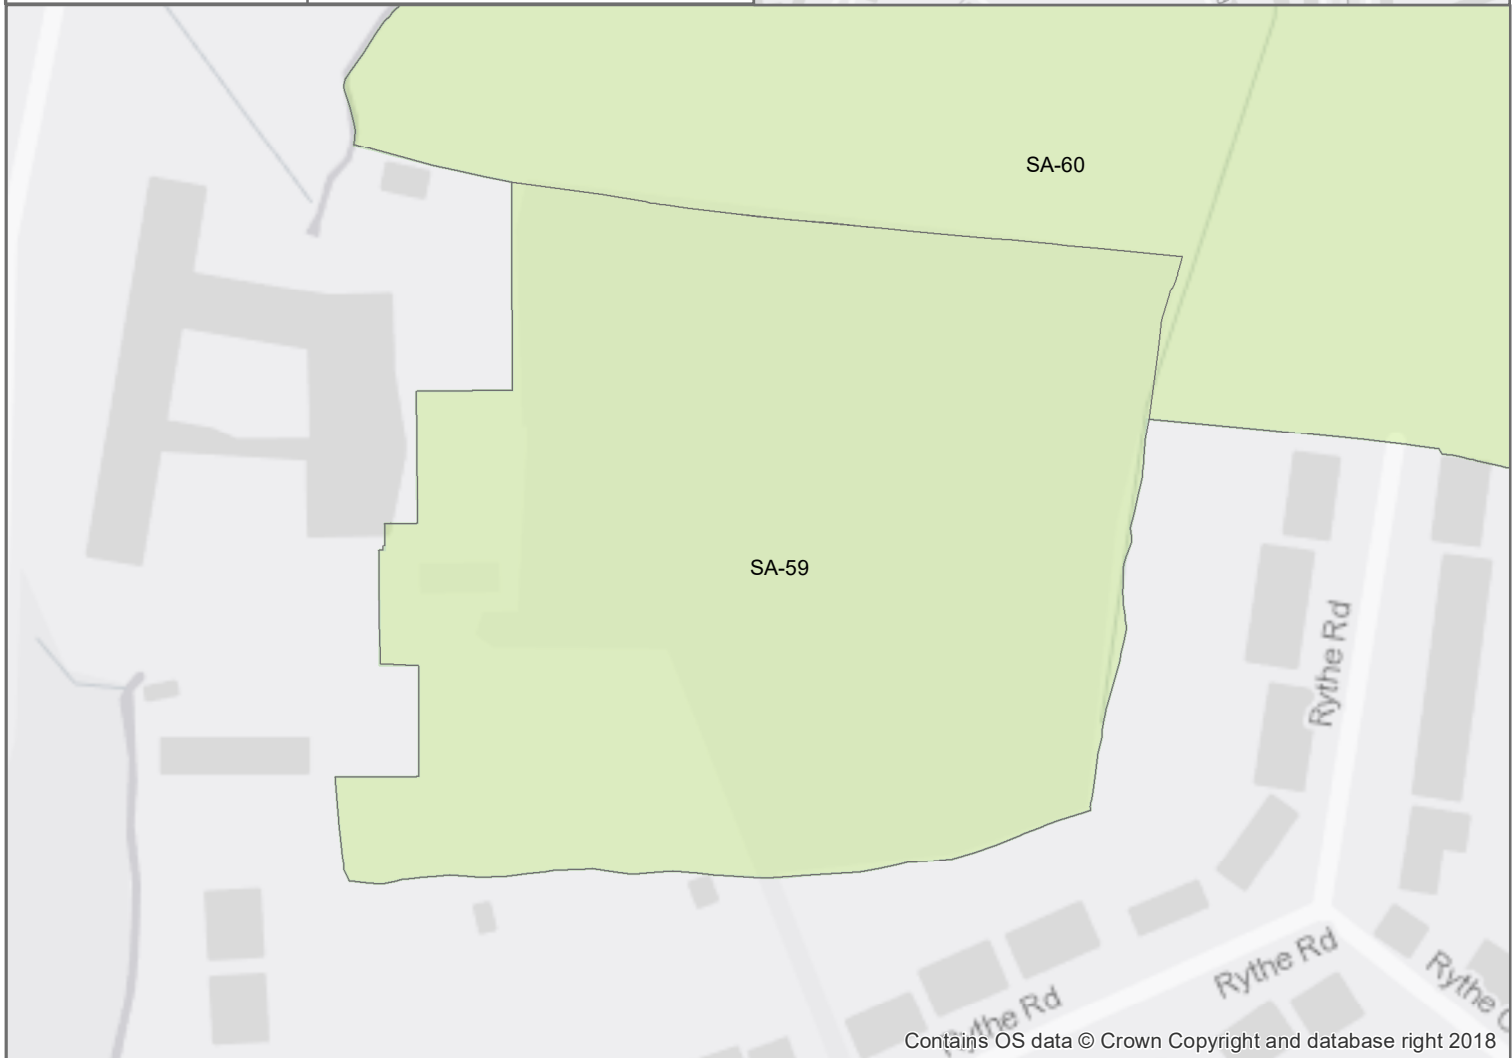 SA-60
SA-59
Rythe Rd
Rythe Rd
Rythe Rd
Rythe
Contains OS data © Crown Copyright and database right 2018